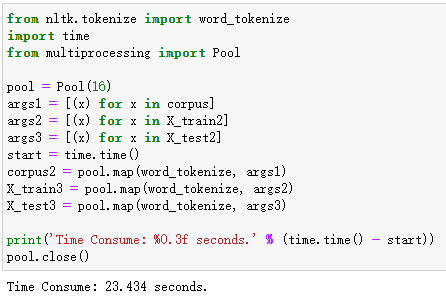 from nltk.tokenize import word_tokenize
import time
from multiprocessing import Pool
pool = Pool(16)
args1 = [(x) for x in corpus]
args2 = [(x) for x in X_train2]
args3 = [(x) for x in X_test2]
start = time.time()
corpus2 = pool.map(word_tokenize, args1)
X_train3 = pool.map(word_tokenize, args2)
X_test3 = pool.map(word_tokenize, args3)
print('Time Consume: %0.3f seconds.' % (time.time() - start))
pool.close()
Time Consume: 23.434 seconds.